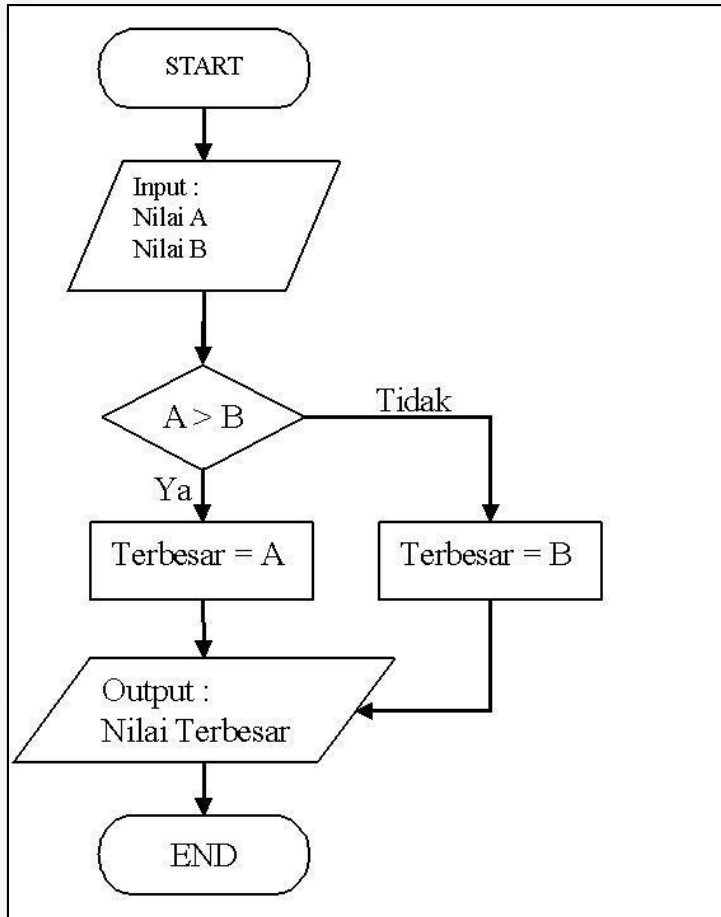 START
Input :
Nilai A
Nilai B
A > B
Tidak
Ya
Terbesar = A
Terbesar = B
Output :
Nilai Terbesar
END